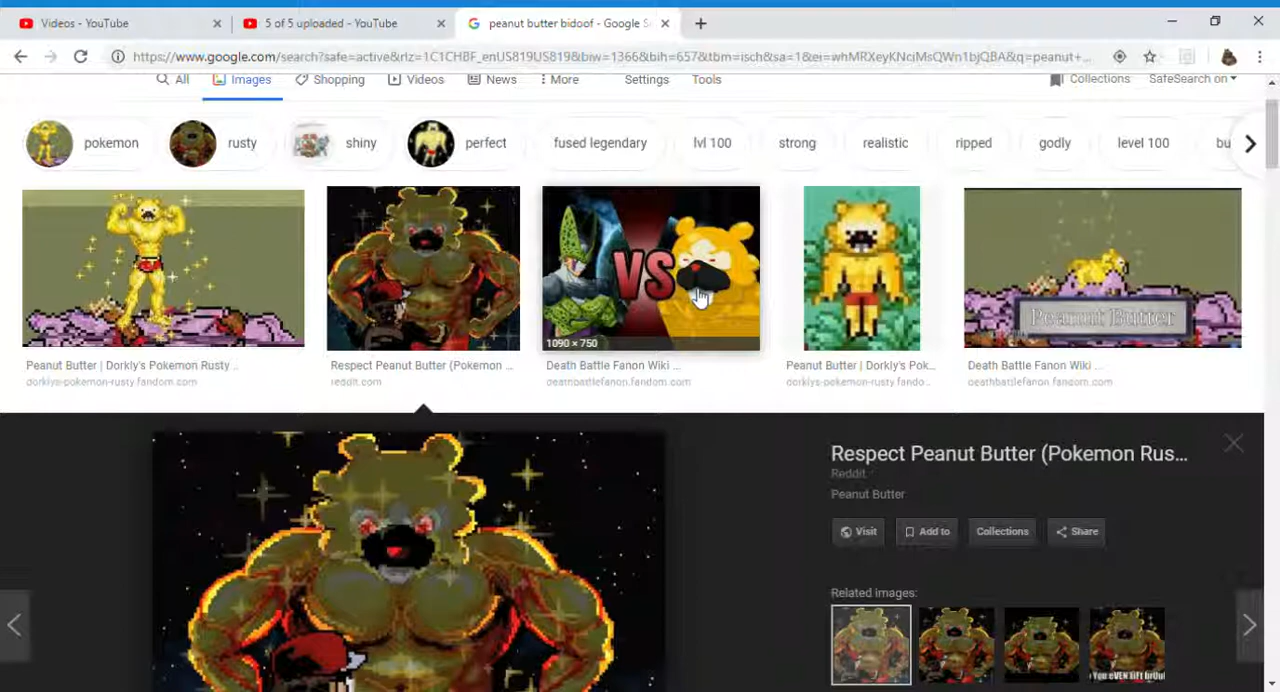 Videos - YouTube
5 of 5 uploaded - YouTube
peanut butter bidoof - Google S
https://www.google.com/search?safe=active&rlz=1C1CHBF_enUS819US819&biw=1366&bih=657&tbm=isch&sa=1&ei=whMRXeyKNciMsQWn1bjQBA&q=peanut+...
All
Images
Shopping
Videos
News
More
Settings
Tools
Collections
SafeSearch on
pokemon
rusty
shiny
perfect
fused legendary
lvl 100
strong
realistic
ripped
godly
level 100
bu
VS
Peanut Butter
1090 × 750
Peanut Butter | Dorkly's Pokemon Rusty ...
Respect Peanut Butter (Pokemon ...
Death Battle Fanon Wiki ...
Peanut Butter | Dorkly's Pok...
Death Battle Fanon Wiki ...
dorklys-pokemon-rusty.fandom.com
reddit.com
deathbattlefanon.fandom.com
dorklys-pokemon-rusty.fando...
deathbattlefanon.fandom.com
Respect Peanut Butter (Pokemon Rus...
Reddit
Peanut Butter
Visit
Add to
Collections
Share
Related images: